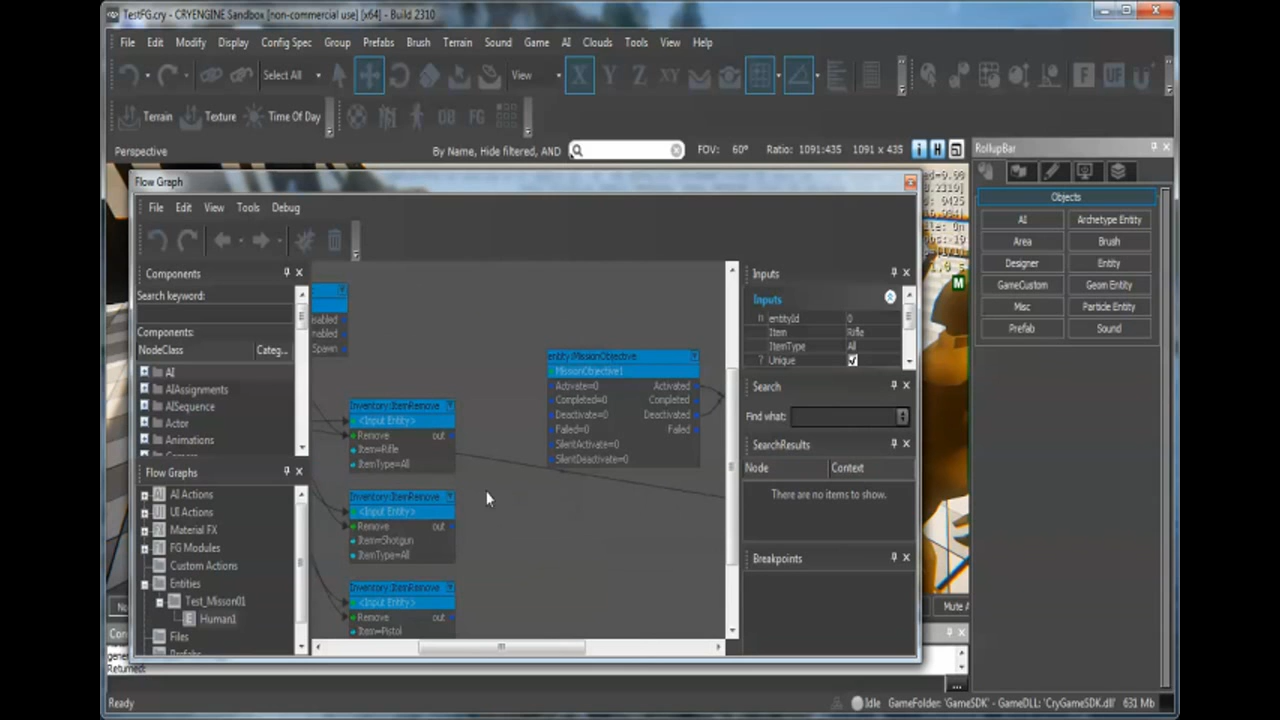 TestFG.cry - CRYENGINE Sandbox [non-commercial use] [x64] - Build 2310
File Edit Modify Display Config Spec Group Prefabs Brush Terrain Sound Game AI Clouds Tools View Help
Select All View X Y Z XY F UF U
Terrain Texture Time Of Day OB FG
Perspective By Name, Hide filtered, AND FOV: 60° Ratio: 1091:435 1091 x 435 i H
RollupBar
Flow Graph
File Edit View Tools Debug
Components
Search keyword:
Components:
NodeClass Categ...
AI
AIAssignments
AISequence
Actor
Animations
Flow Graphs
AI Actions
UI Actions
Material FX
FG Modules
Custom Actions
Entities
Test_Misson01
Human1
Files
Spawn
Inventory:ItemRemove
<Input Entity>
Remove out
Item=Rifle
ItemType=All
Inventory:ItemRemove
<Input Entity>
Remove out
Item=Shotgun
ItemType=All
Inventory:ItemRemove
<Input Entity>
Remove out
Item=Pistol
entity:MissionObjective
MissionObjective1
Activate=0 Activated
Completed=0 Completed
Deactivate=0 Deactivated
Failed=0 Failed
SilentActivate=0
SilentDeactivate=0
Inputs
Inputs
entityId 0
Item Rifle
ItemType All
? Unique
Search
Find what:
SearchResults
Node Context
There are no items to show.
Breakpoints
M
Objects
AI Archetype Entity
Area Brush
Designer Entity
GameCustom Geom Entity
Misc Particle Entity
Prefab Sound
Mute A
Returned:
...
Ready Idle GameFolder: 'GameSDK' - GameDLL: 'CryGameSDK.dll' 631 Mb